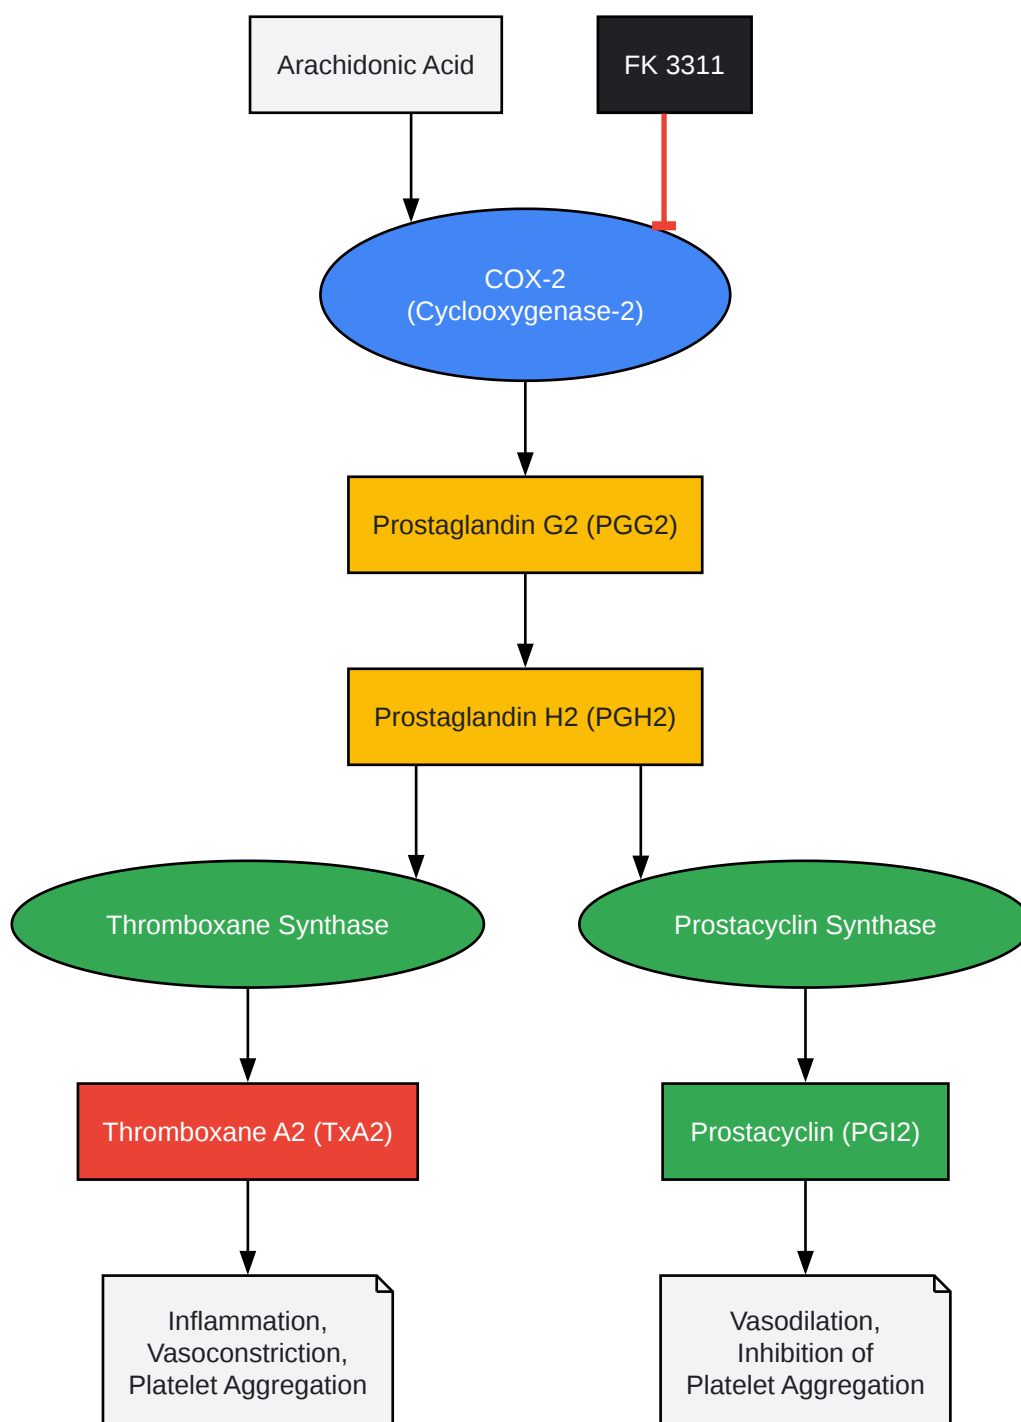 Arachidonic Acid
FK 3311
COX-2
(Cyclooxygenase-2)
Prostaglandin G2 (PGG2)
Prostaglandin H2 (PGH2)
Thromboxane Synthase
Prostacyclin Synthase
Thromboxane A2 (TxA2)
Prostacyclin (PGI2)
Inflammation,
Vasoconstriction,
Platelet Aggregation
Vasodilation,
Inhibition of
Platelet Aggregation